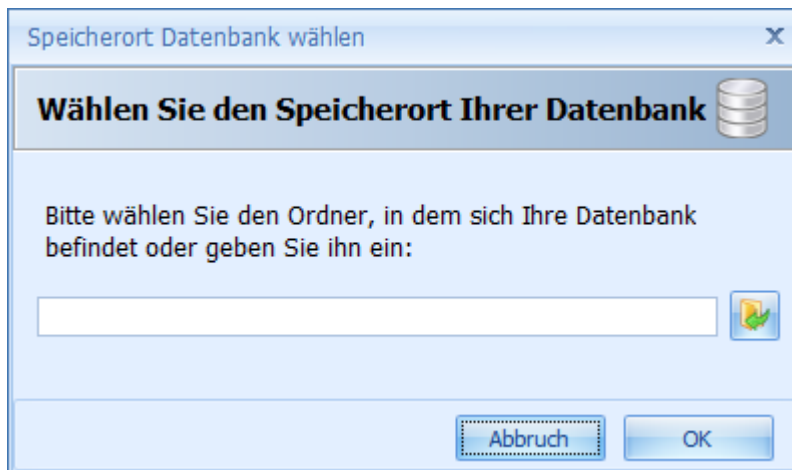 Speicherort Datenbank wählen
Wählen Sie den Speicherort Ihrer Datenbank
Bitte wählen Sie den Ordner, in dem sich Ihre Datenbank
befindet oder geben Sie ihn ein:
Abbruch
OK